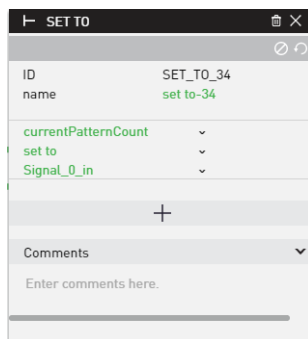 SET TO
ID SET_TO_34
name set to-34
currentPatternCount
set to
Signal_0_in
Comments
Enter comments here.